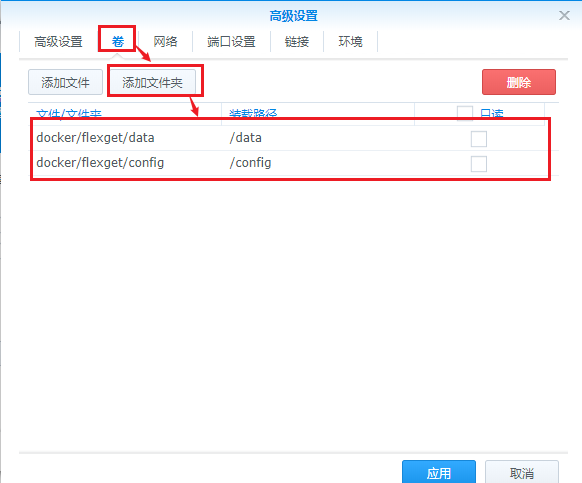 高级设置
高级设置 卷 网络 端口设置 链接 环境
添加文件 添加文件夹 删除
文件/文件夹 装载路径 只读
docker/flexget/data /data
docker/flexget/config /config
应用 取消